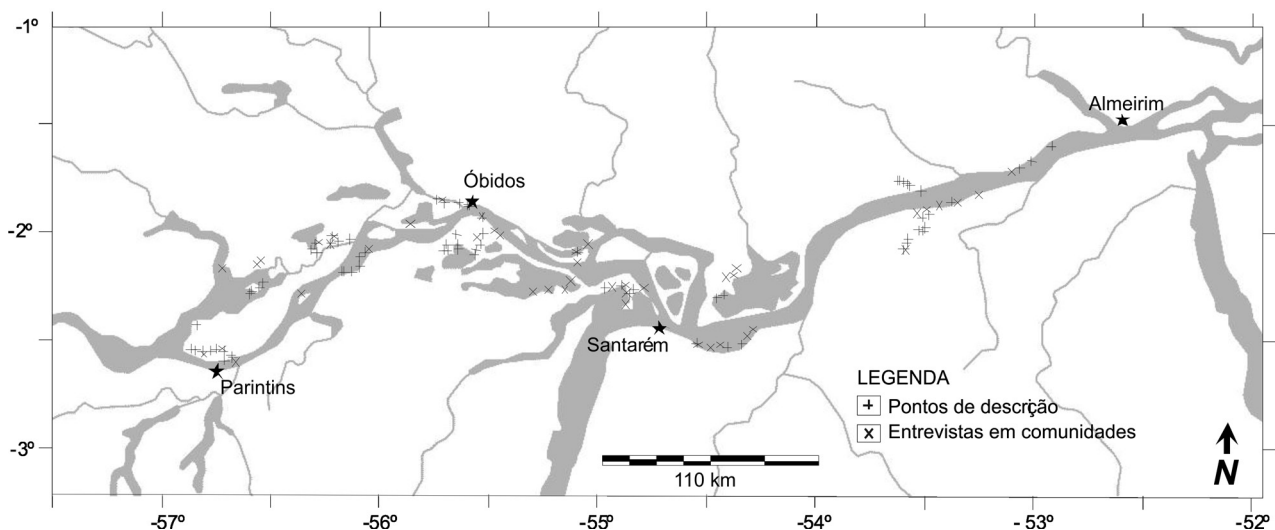 -1º
Almeirim
Óbidos
-2º
Santarém
Parintins
LEGENDA
+ Pontos de descrição
x Entrevistas em comunidades
-3º
110 km
N
-57º -56º -55º -54º -53º -52º